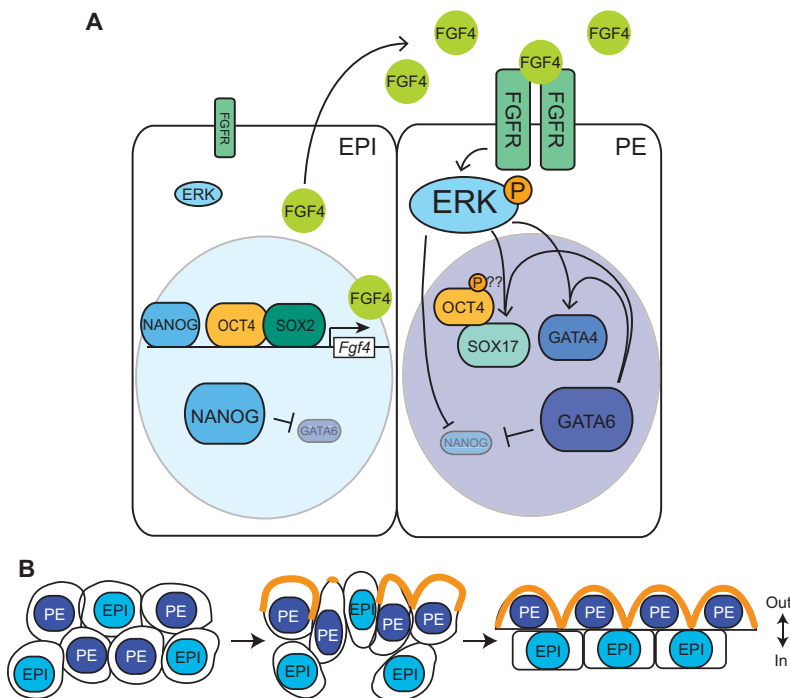 A
FGF4
FGF4
FGF4
FGF4
FGFR
FGFR
FGFR
EPI
PE
ERK
FGF4
ERK
P
FGF4
NANOG
OCT4
SOX2
Fgf4
NANOG
GATA6
P??
OCT4
SOX17
GATA4
GATA6
NANOG
B
PE
EPI
PE
EPI
PE
PE
EPI
PE
PE
EPI
PE
PE
EPI
EPI
PE
PE
PE
PE
EPI
EPI
EPI
Out
In